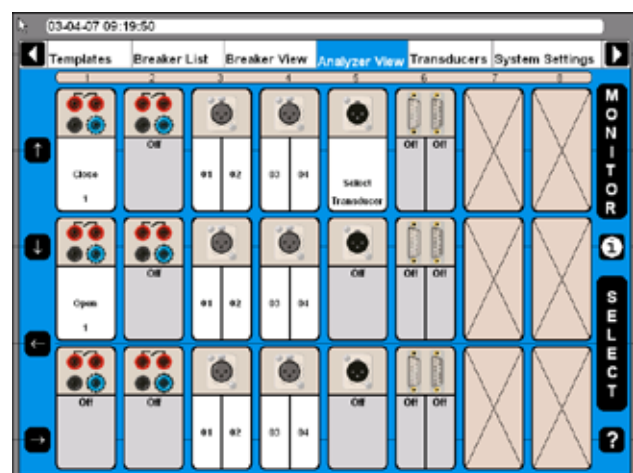 03-04-07 09:19:50
Templates Breaker List Breaker View Analyzer View Transducers System Settings
1 2 3 4 5 6 7 8
MONITOR
Close
1
Off
01 02
03 04
Select
Transducer
Off Off
Open
1
Off
01 02
03 04
Off
Off Off
SELECT
Off
Off
01 02
03 04
Off
Off Off
?